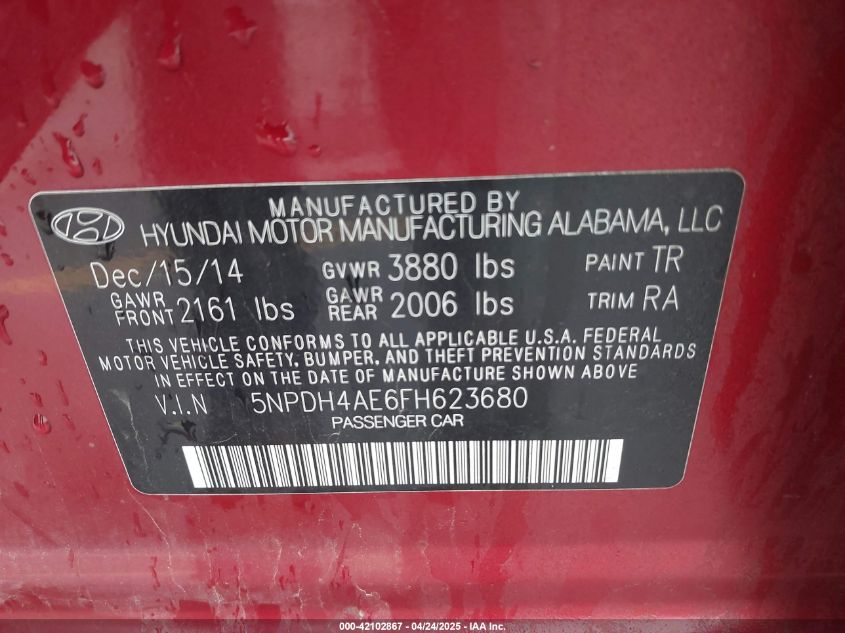 MANUFACTURED BY
HYUNDAI MOTOR MANUFACTURING ALABAMA, LLC
Dec/15/14 GVWR 3880 lbs PAINT TR
GAWR FRONT 2161 lbs GAWR REAR 2006 lbs TRIM RA
THIS VEHICLE CONFORMS TO ALL APPLICABLE U.S.A. FEDERAL
MOTOR VEHICLE SAFETY, BUMPER, AND THEFT PREVENTION STANDARDS
IN EFFECT ON THE DATE OF MANUFACTURE SHOWN ABOVE
V.I.N 5NPDH4AE6FH623680
PASSENGER CAR
000-42102867 - 04/24/2025 - IAA Inc.